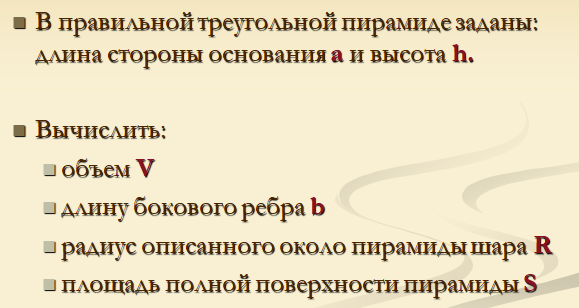 В правильной треугольной пирамиде заданы:
длина стороны основания a и высота h.
Вычислить:
объем V
длину бокового ребра b
радиус описанного около пирамиды шара R
площадь полной поверхности пирамиды S